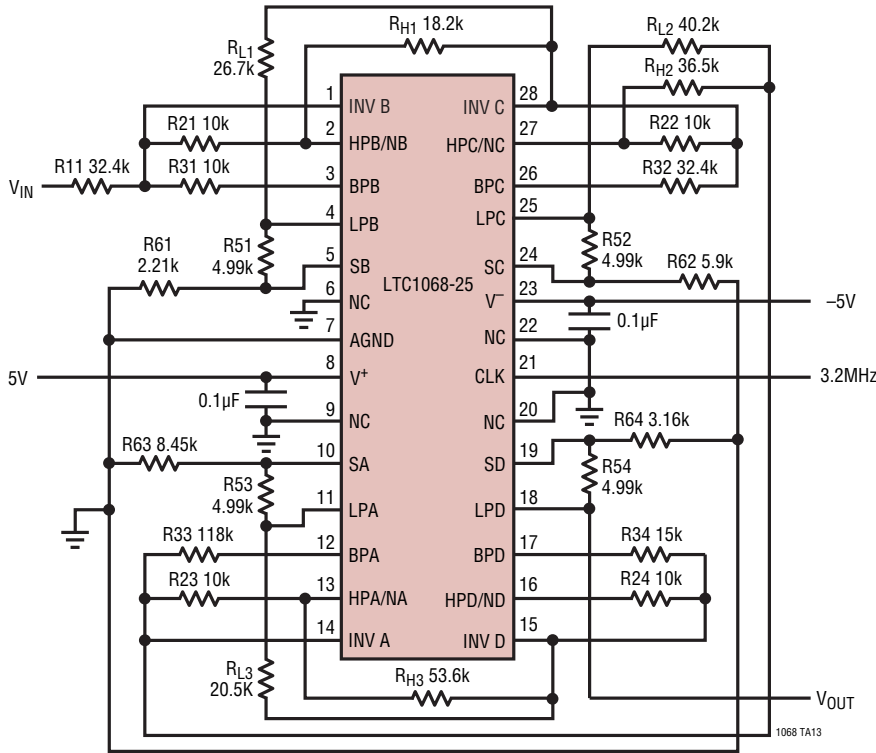 RH1 18.2k
RL2 40.2k
RL1
26.7k
RH2 36.5k
1
INV B
INV C
28
R21 10k
2
HPB/NB
HPC/NC
27
R22 10k
R11 32.4k
VIN
R31 10k
3
BPB
BPC
26
R32 32.4k
4
LPB
LPC
25
R61
2.21k
R51
4.99k
5
SB
LTC1068-25
SC
24
R52
4.99k
R62 5.9k
6
NC
V–
23
–5V
7
AGND
NC
22
0.1µF
5V
8
V+
CLK
21
3.2MHz
0.1µF
9
NC
NC
20
R63 8.45k
10
SA
SD
19
R64 3.16k
R53
4.99k
11
LPA
LPD
18
R54
4.99k
R33 118k
12
BPA
BPD
17
R34 15k
R23 10k
13
HPA/NA
HPD/ND
16
R24 10k
14
INV A
INV D
15
RL3
20.5K
RH3 53.6k
VOUT
1068 TA13